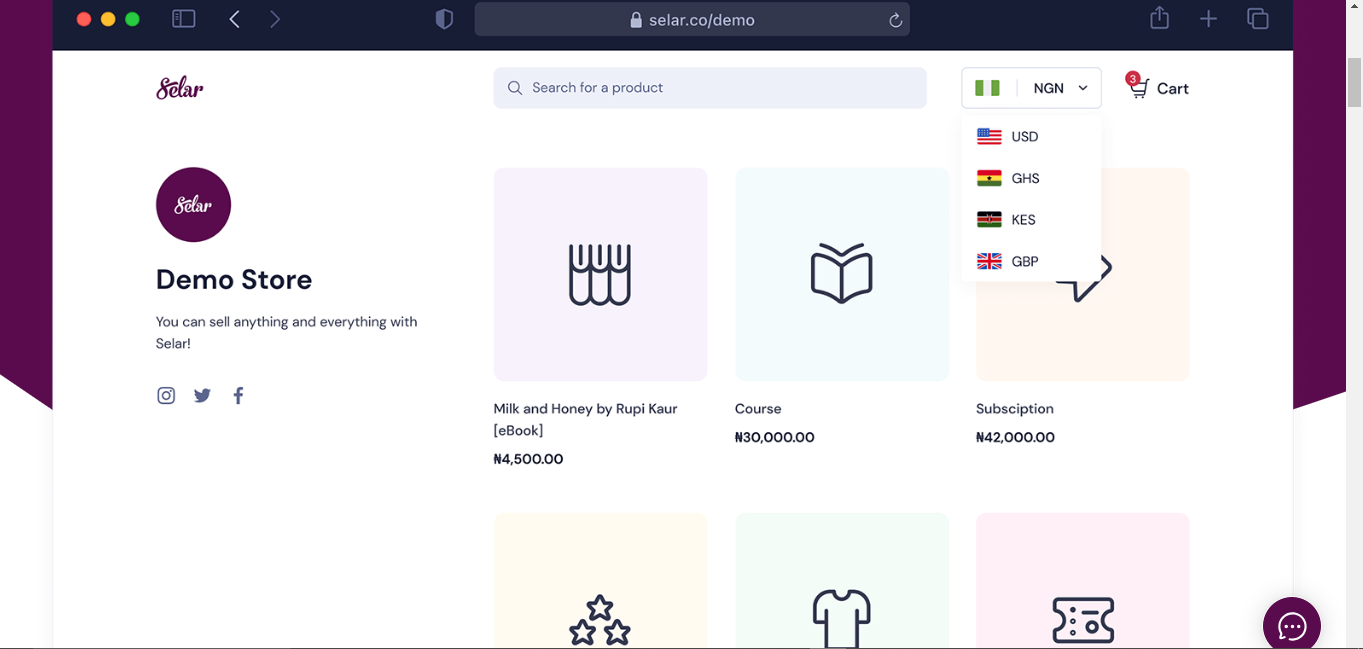 selar.co/demo
Selar
Search for a product
NGN
3
Cart
USD
GHS
KES
GBP
Selar
Demo Store
You can sell anything and everything with
Selar!
Milk and Honey by Rupi Kaur
[eBook]
₦4,500.00
Course
₦30,000.00
Subsciption
₦42,000.00